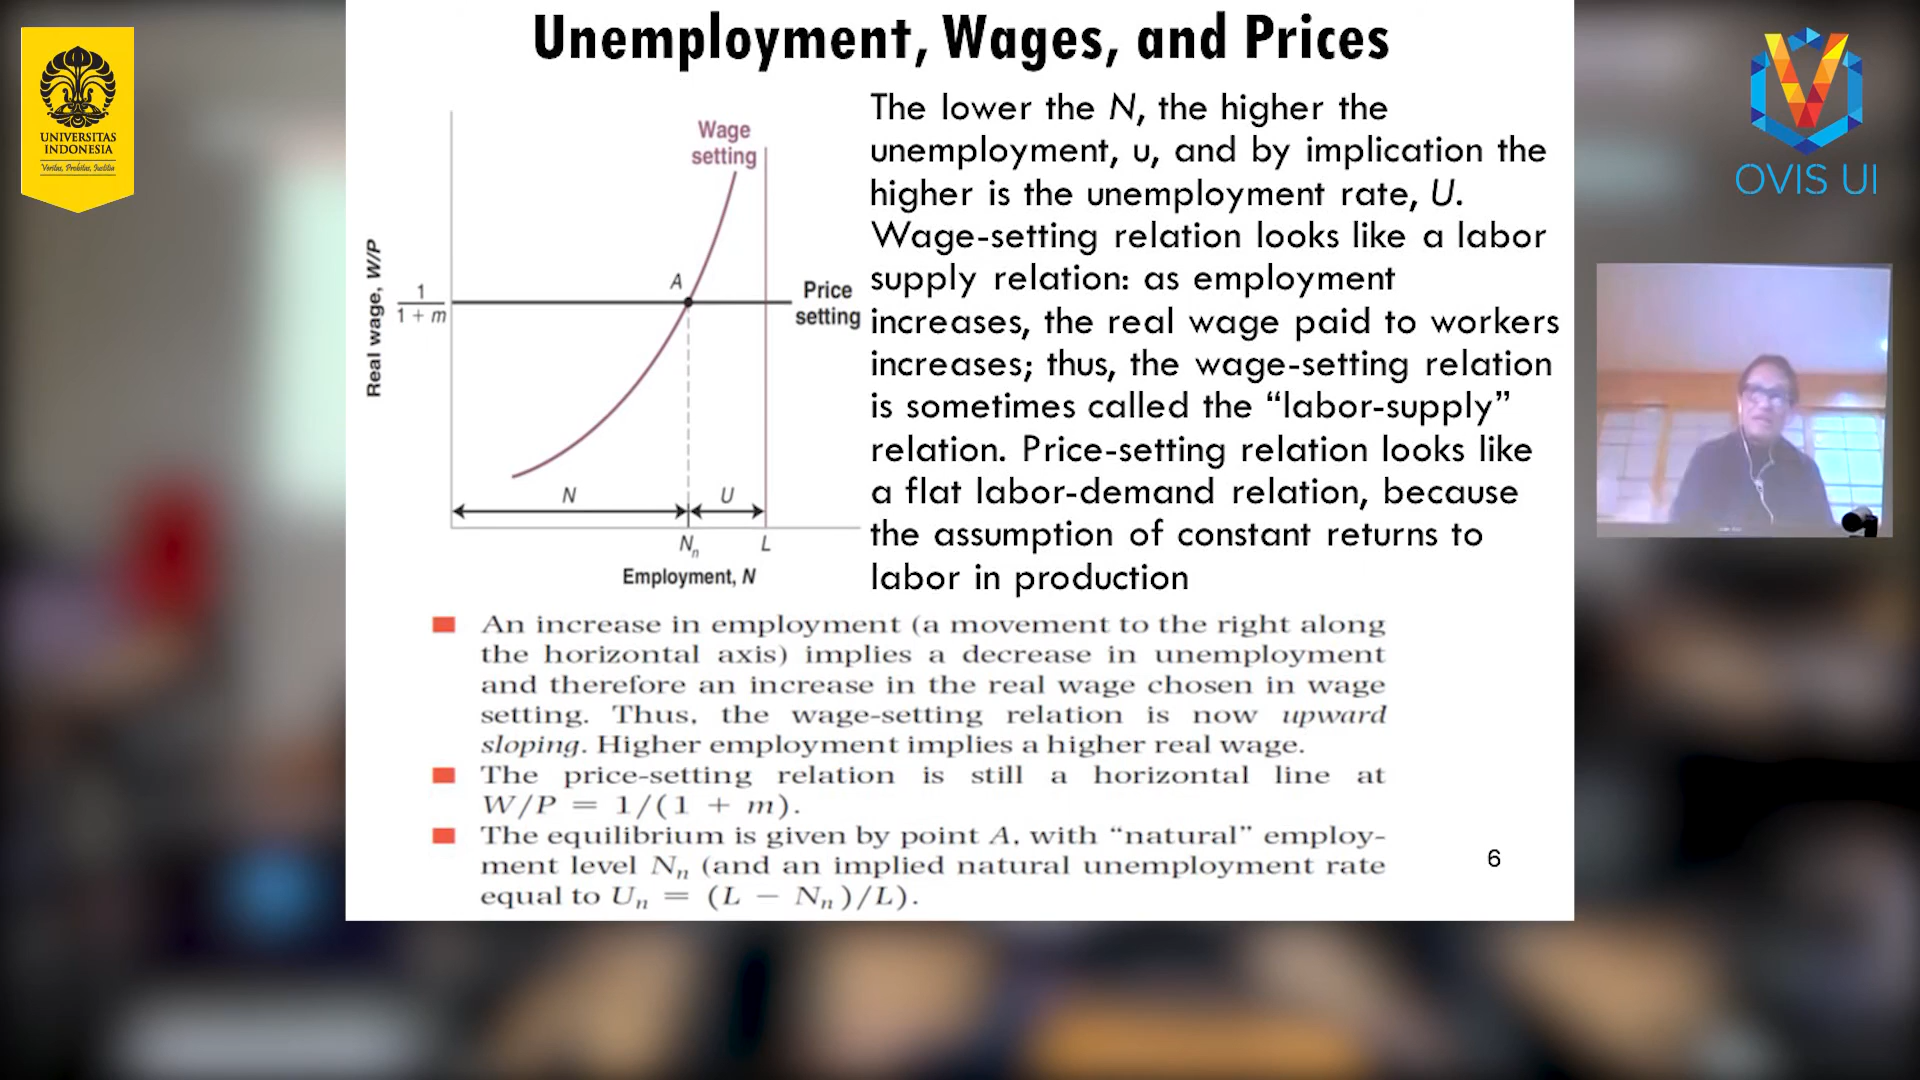 Unemployment, Wages, and Prices
UNIVERSITAS
INDONESIA
Veritas, Probitas, Iustitia
OVIS UI
Wage
setting
Real wage, W/P
1
1 + m
A
Price
setting
N
U
Nn
L
Employment, N
The lower the N, the higher the
unemployment, u, and by implication the
higher is the unemployment rate, U.
Wage-setting relation looks like a labor
supply relation: as employment
increases, the real wage paid to workers
increases; thus, the wage-setting relation
is sometimes called the “labor-supply”
relation. Price-setting relation looks like
a flat labor-demand relation, because
the assumption of constant returns to
labor in production
An increase in employment (a movement to the right along
the horizontal axis) implies a decrease in unemployment
and therefore an increase in the real wage chosen in wage
setting. Thus, the wage-setting relation is now upward
sloping. Higher employment implies a higher real wage.
The price-setting relation is still a horizontal line at
W/P = 1/(1 + m).
The equilibrium is given by point A, with “natural” employ-
ment level Nn (and an implied natural unemployment rate
equal to Un = (L − Nn)/L).
6